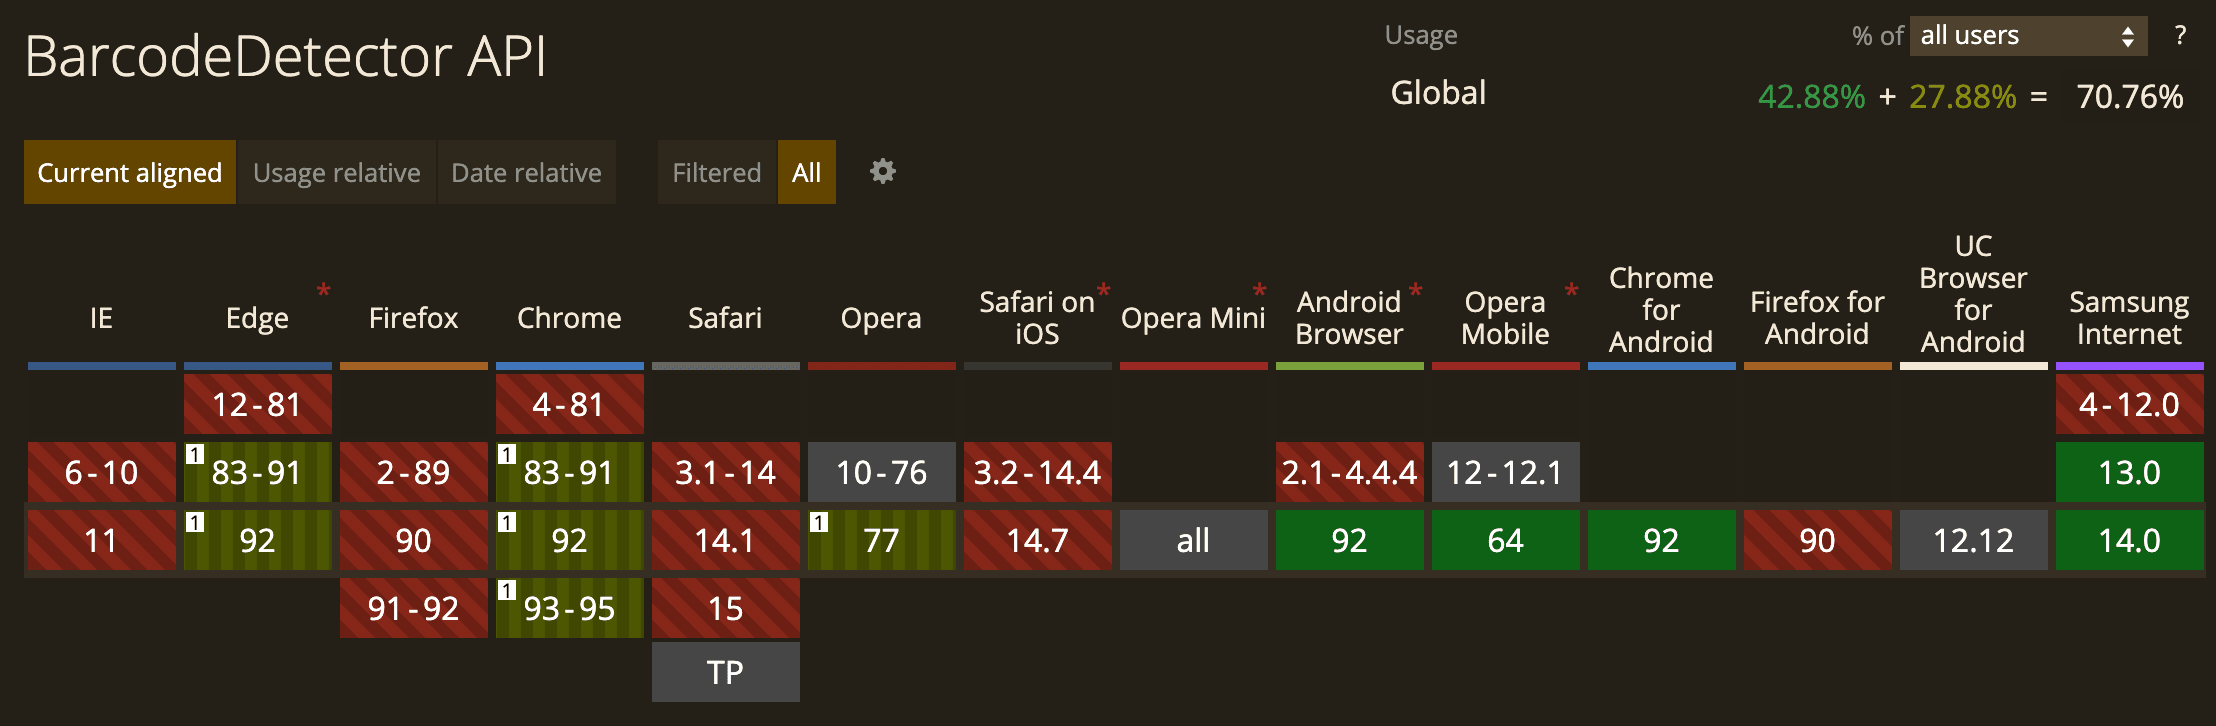 BarcodeDetector API
Usage
% of all users ?
Global
42.88% + 27.88% = 70.76%
Current aligned Usage relative Date relative Filtered All
IE
Edge *
Firefox
Chrome
Safari
Opera
Safari on iOS *
Opera Mini *
Android Browser *
Opera Mobile *
Chrome for Android
Firefox for Android
UC Browser for Android
Samsung Internet
12-81 4-81 4-12.0
6-10 1 83-91 2-89 1 83-91 3.1-14 10-76 3.2-14.4 2.1-4.4.4 12-12.1 13.0
11 1 92 90 1 92 14.1 1 77 14.7 all 92 64 92 90 12.12 14.0
91-92 1 93-95 15
TP